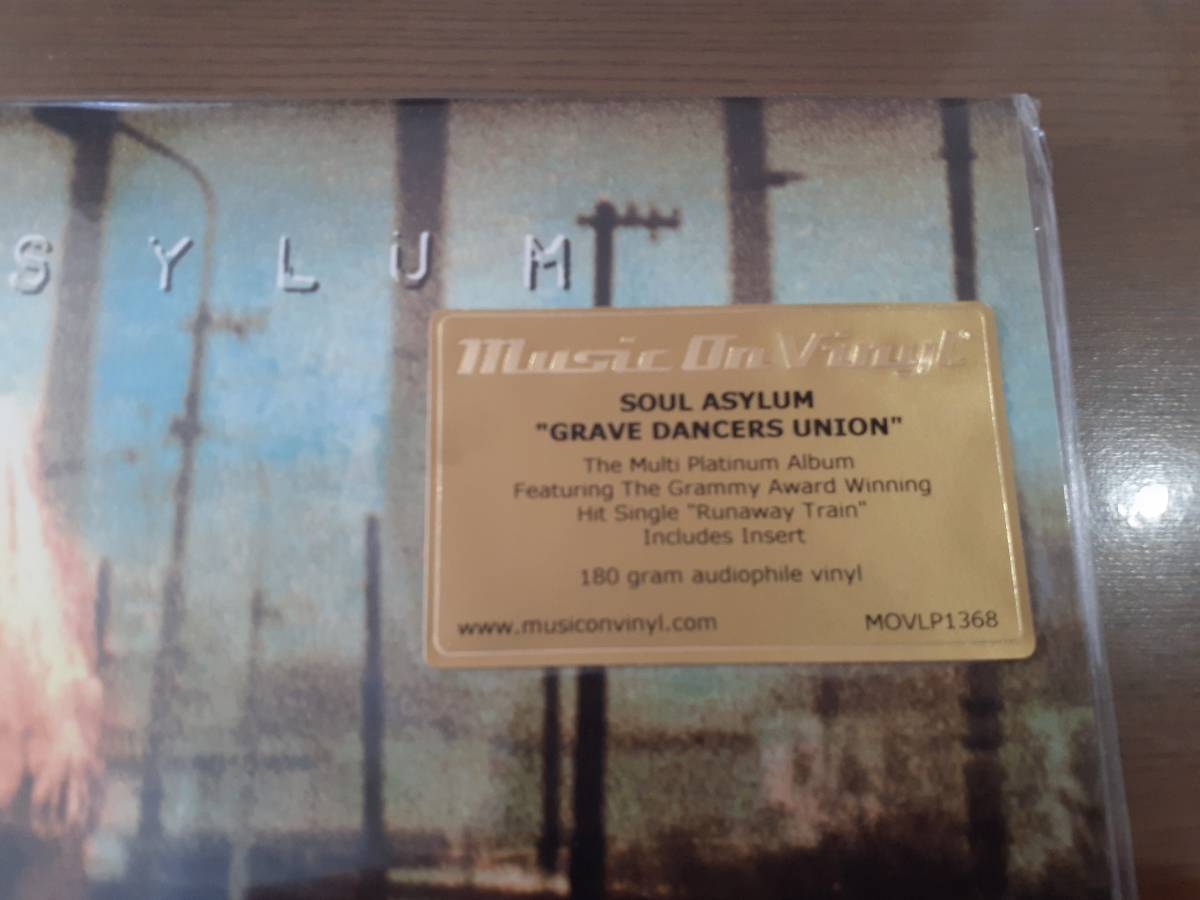 SYLUM
Music On Vinyl
SOUL ASYLUM
"GRAVE DANCERS UNION"
The Multi Platinum Album
Featuring The Grammy Award Winning
Hit Single "Runaway Train"
Includes Insert
180 gram audiophile vinyl
www.musiconvinyl.com MOVLP1368